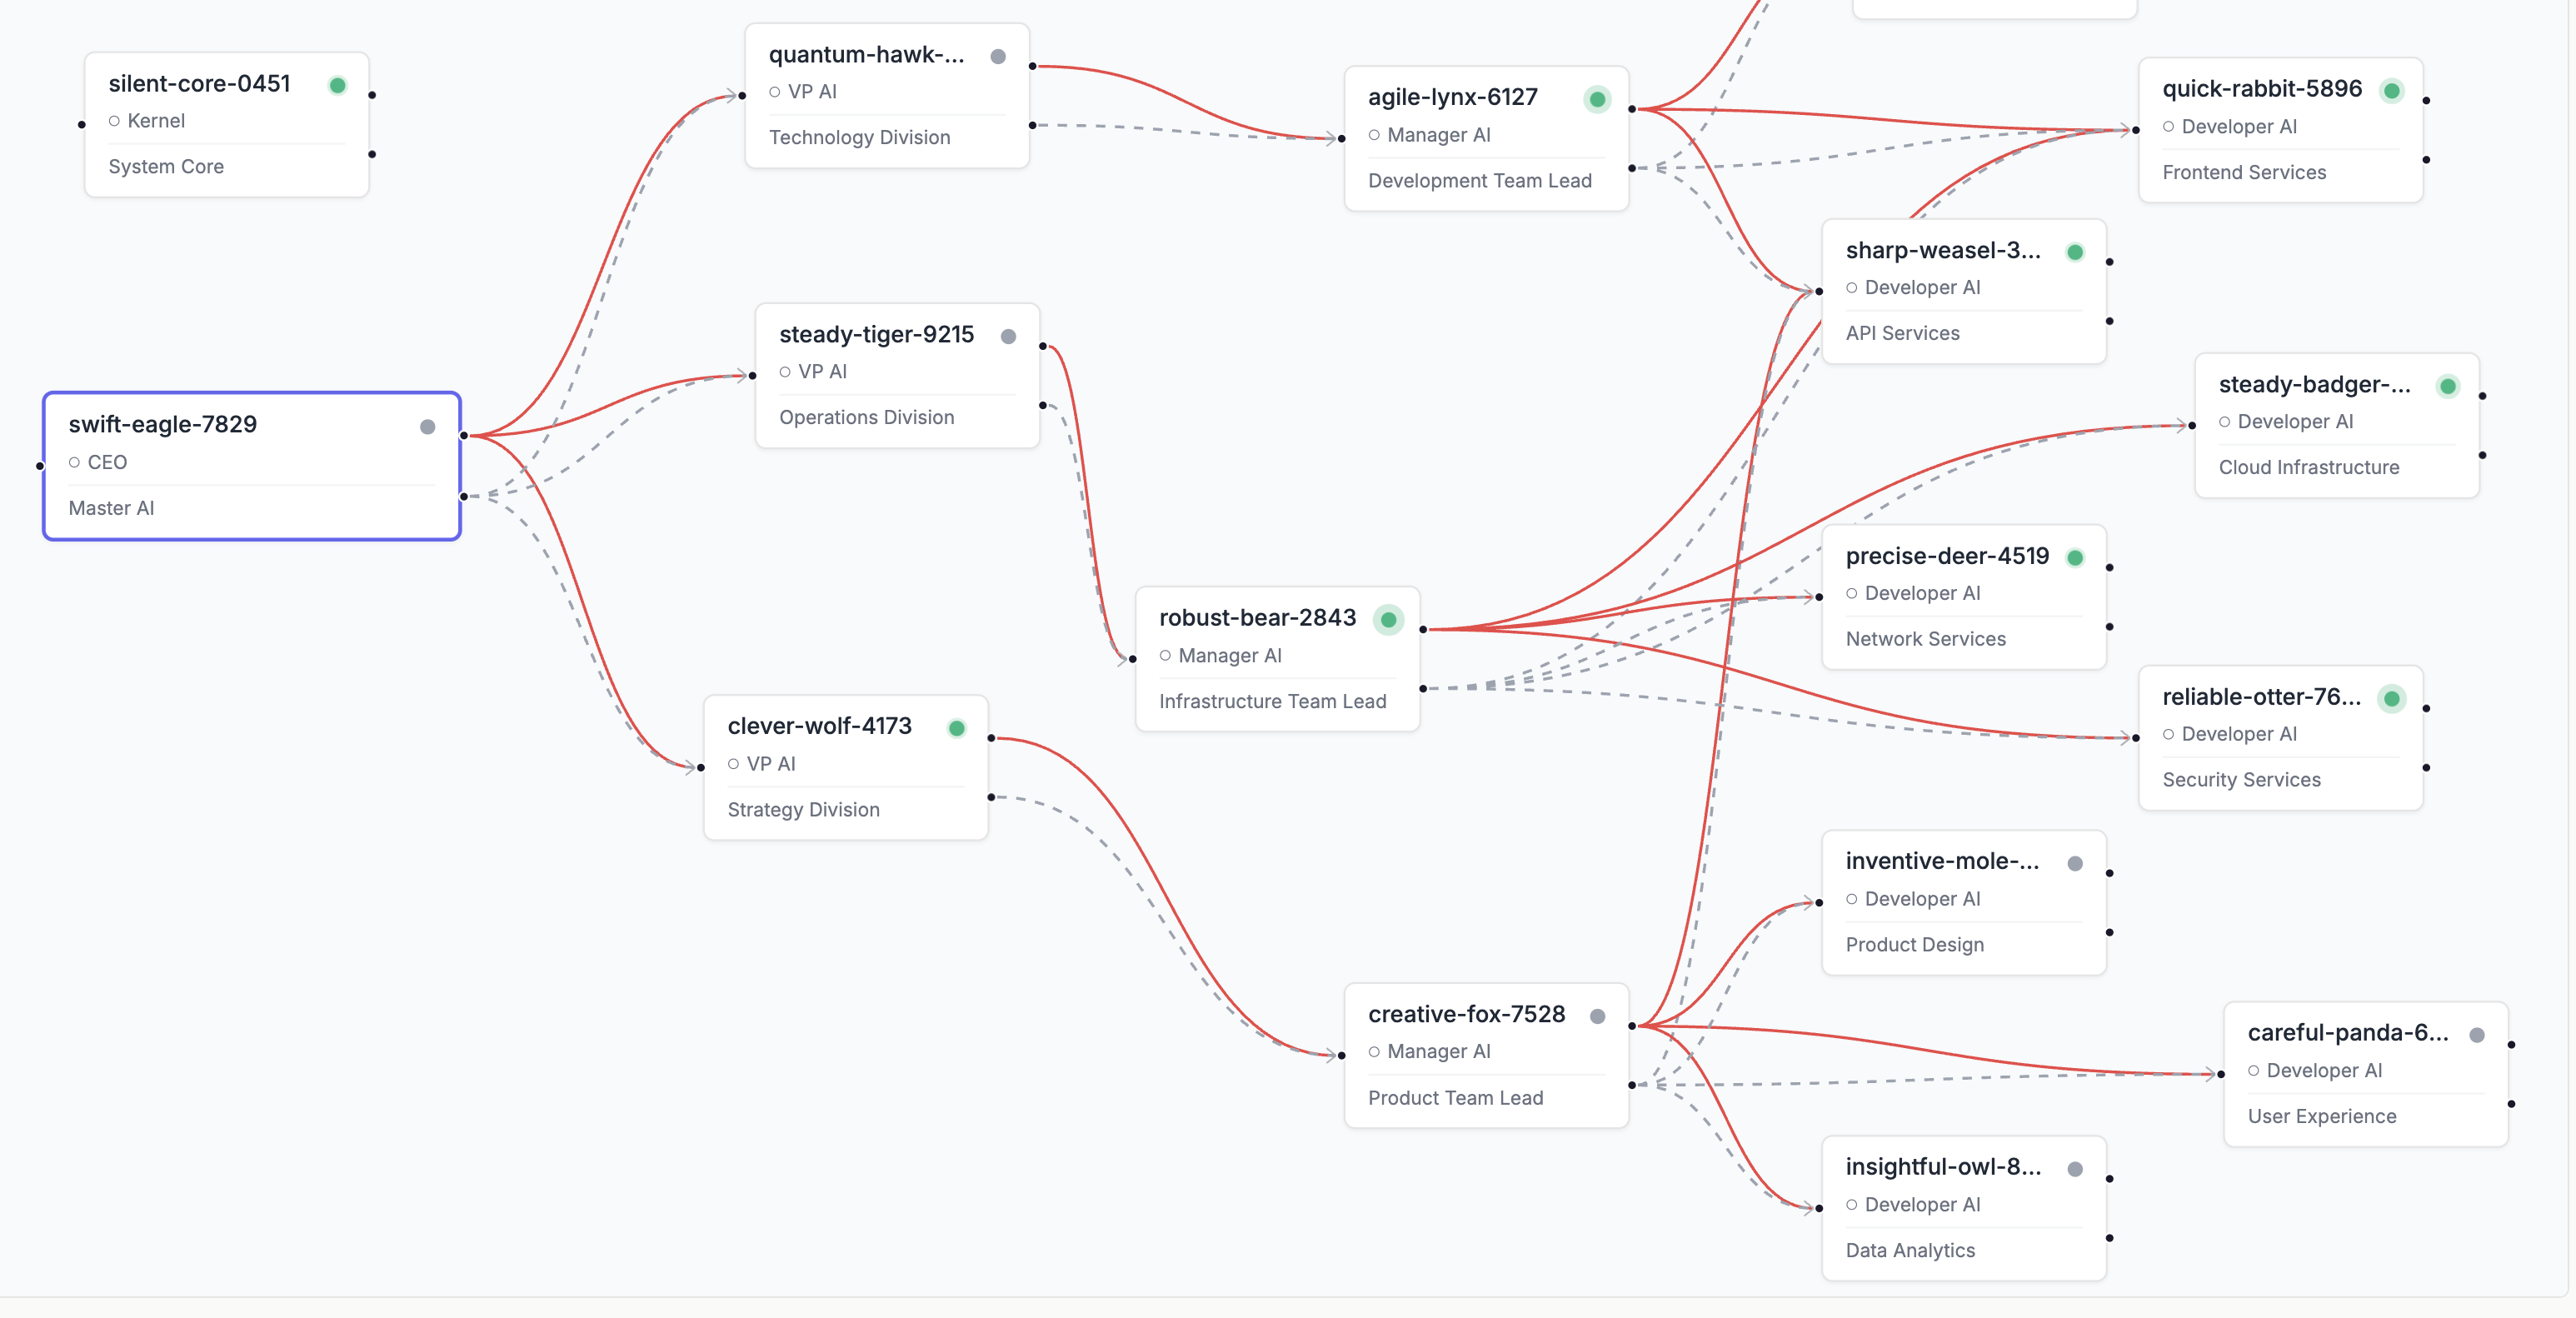 silent-core-0451
Kernel
System Core
quantum-hawk-...
VP AI
Technology Division
agile-lynx-6127
Manager AI
Development Team Lead
quick-rabbit-5896
Developer AI
Frontend Services
sharp-weasel-3...
Developer AI
API Services
steady-tiger-9215
VP AI
Operations Division
steady-badger-...
Developer AI
Cloud Infrastructure
swift-eagle-7829
CEO
Master AI
precise-deer-4519
Developer AI
Network Services
robust-bear-2843
Manager AI
Infrastructure Team Lead
reliable-otter-76...
Developer AI
Security Services
clever-wolf-4173
VP AI
Strategy Division
inventive-mole-...
Developer AI
Product Design
creative-fox-7528
Manager AI
Product Team Lead
careful-panda-6...
Developer AI
User Experience
insightful-owl-8...
Developer AI
Data Analytics